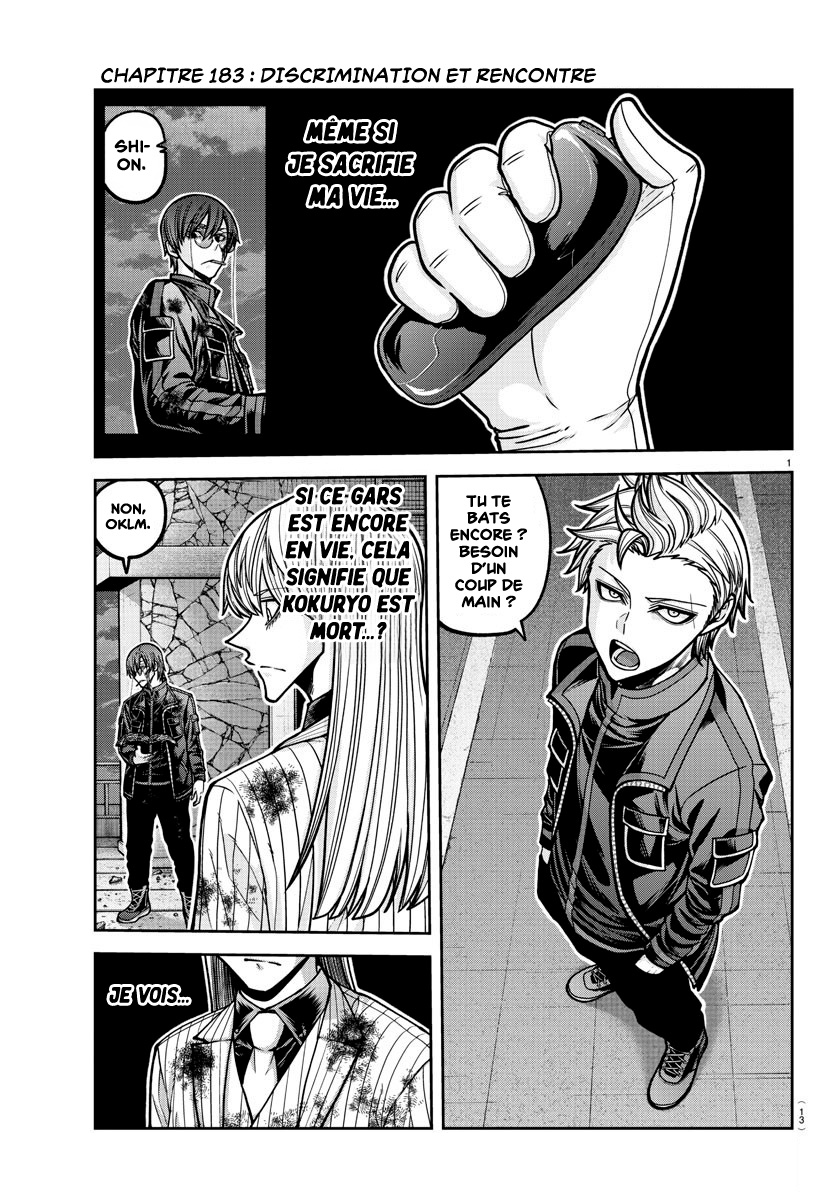 CHAPITRE 183 : DISCRIMINATION ET RENCONTRE
MÊME SI
JE SACRIFIE
MA VIE...
SHI-
ON.
1
TU TE
BATS
ENCORE ?
BESOIN
D'UN
COUP DE
MAIN ?
SI CE GARS
EST ENCORE
EN VIE, CELA
SIGNIFIE QUE
KOKURYO EST
MORT...?
NON,
OKLM.
JE VOIS...
(13)